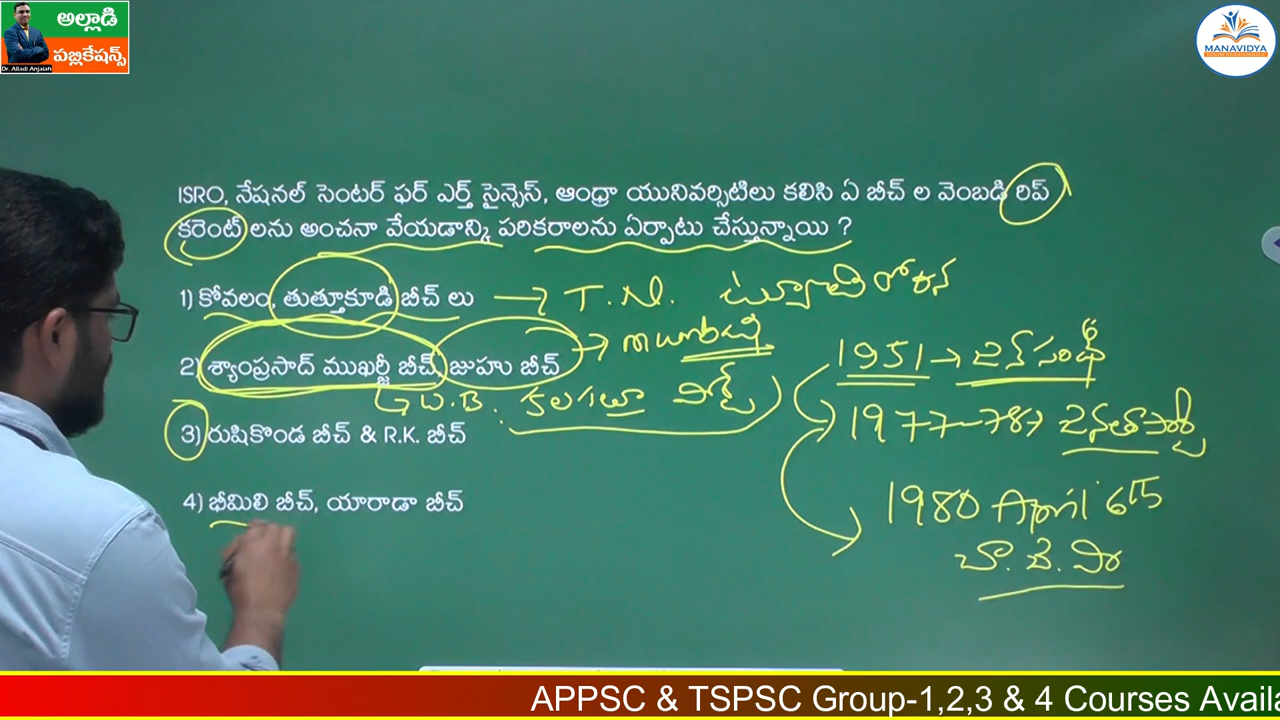 అల్లాడి
పబ్లికేషన్స్
Dr. Alladi Anjaiah
MANAVIDYA
ISRO, నేషనల్ సెంటర్ ఫర్ ఎర్త్ సైన్సెస్, ఆంధ్రా యునివర్సిటిలు కలిసి ఏ బీచ్ ల వెంబడి రిప్
కరెంట్ లను అంచనా వేయడాన్కి పరికరాలను ఏర్పాటు చేస్తున్నాయి ?
1) కోవలం, తుత్తూకూడి బీచ్ లు → T.N.
2) శ్యాంప్రసాద్ ముఖర్జీ బీచ్, జుహు బీచ్ → mumbai
W.B.
3) రుషికొండ బీచ్ & R.K. బీచ్
4) భీమిలి బీచ్, యారాడా బీచ్
1951 → జన్ సంఘ్
1977-78 జనతా పార్టీ
1980 April 6th
APPSC & TSPSC Group-1,2,3 & 4 Courses Availa